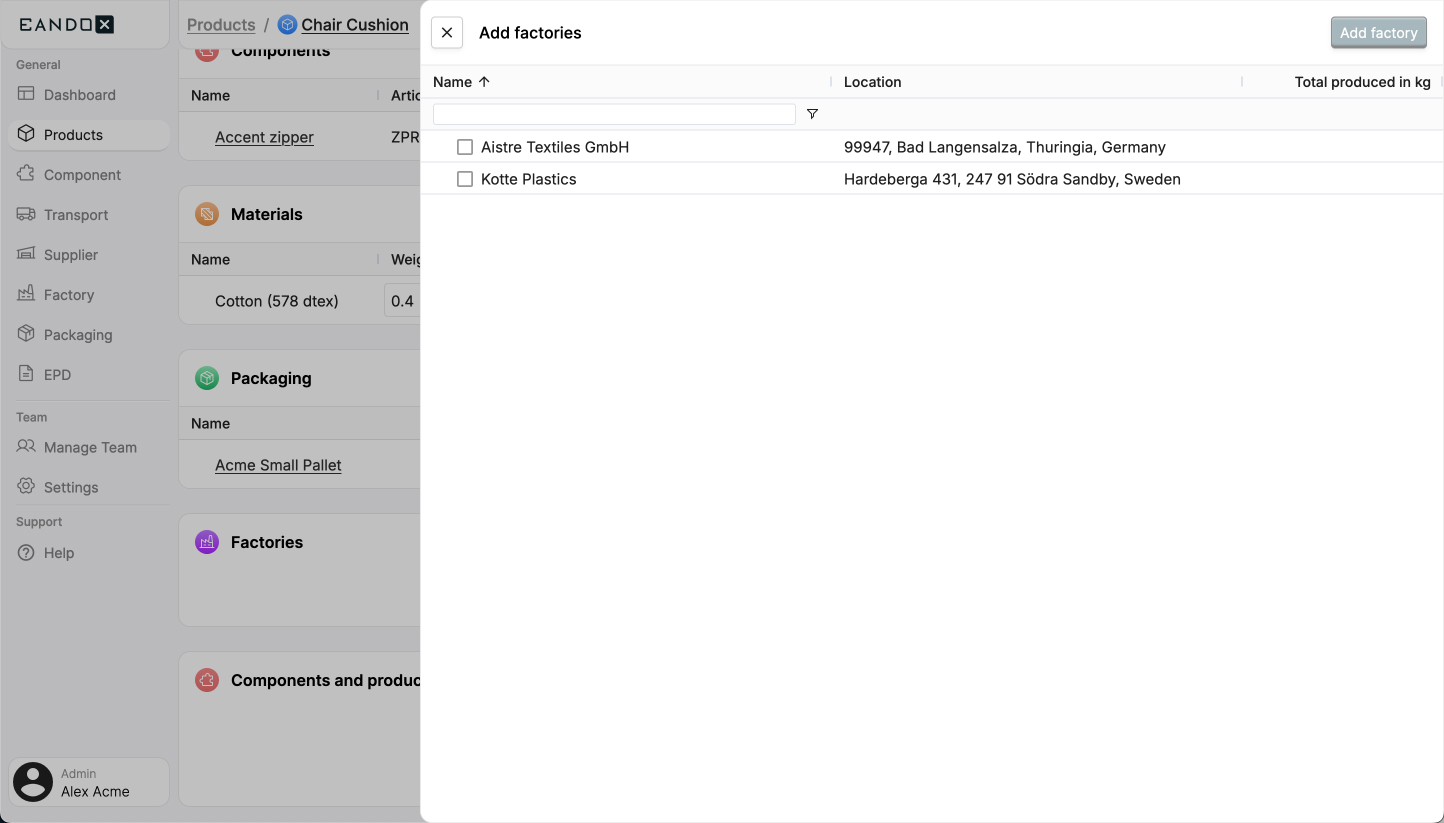 EANDOX
General
Dashboard
Products
Component
Transport
Supplier
Factory
Packaging
EPD
Team
Manage Team
Settings
Support
Help
Admin
Alex Acme
Products / Chair Cushion
Components
Name Artic
Accent zipper ZPR
Materials
Name Weig
Cotton (578 dtex) 0.4
Packaging
Name
Acme Small Pallet
Factories
Components and produc
Add factories Add factory
Name Location Total produced in kg
Aistre Textiles GmbH 99947, Bad Langensalza, Thuringia, Germany
Kotte Plastics Hardeberga 431, 247 91 Södra Sandby, Sweden